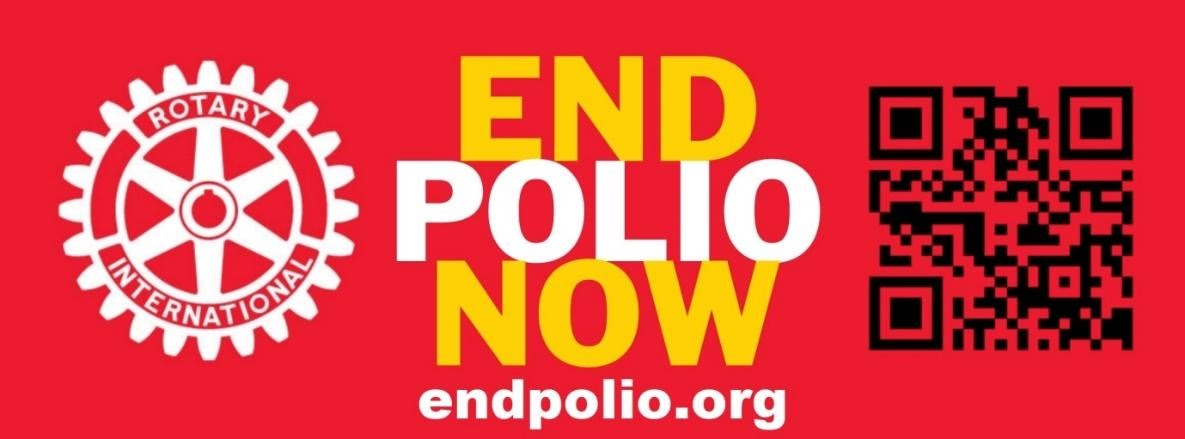 ROTARY
INTERNATIONAL
END
POLIO
NOW
endpolio.org